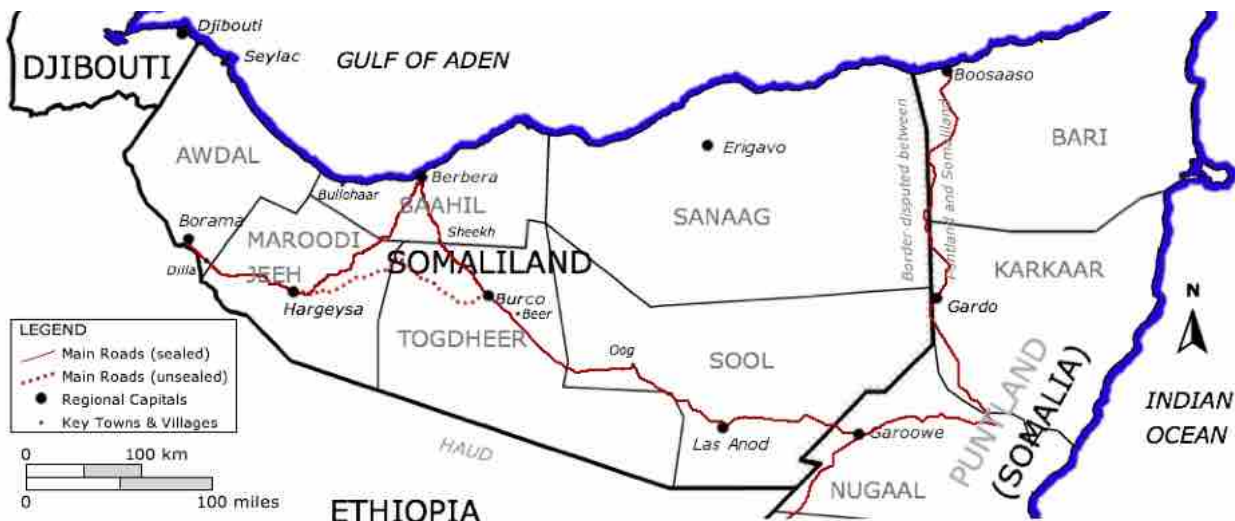 Djibouti
DJIBOUTI
Seylac
GULF OF ADEN
Boosaaso
AWDAL
Erigavo
BARI
Berbera
Bullohaar
SAAHIL
SANAAG
Border disputed between
Puntland and Somaliland
Borama
MAROODI
JEEH
Sheekh
Dilla
SOMALILAND
KARKAAR
Hargeysa
Burco
Beer
Gardo
N
TOGDHEER
Oog
SOOL
LEGEND
Main Roads (sealed)
Main Roads (unsealed)
Regional Capitals
Key Towns & Villages
PUNTLAND
(SOMALIA)
INDIAN
OCEAN
HAUD
Las Anod
Garoowe
NUGAAL
0 100 km
0 100 miles
ETHIOPIA